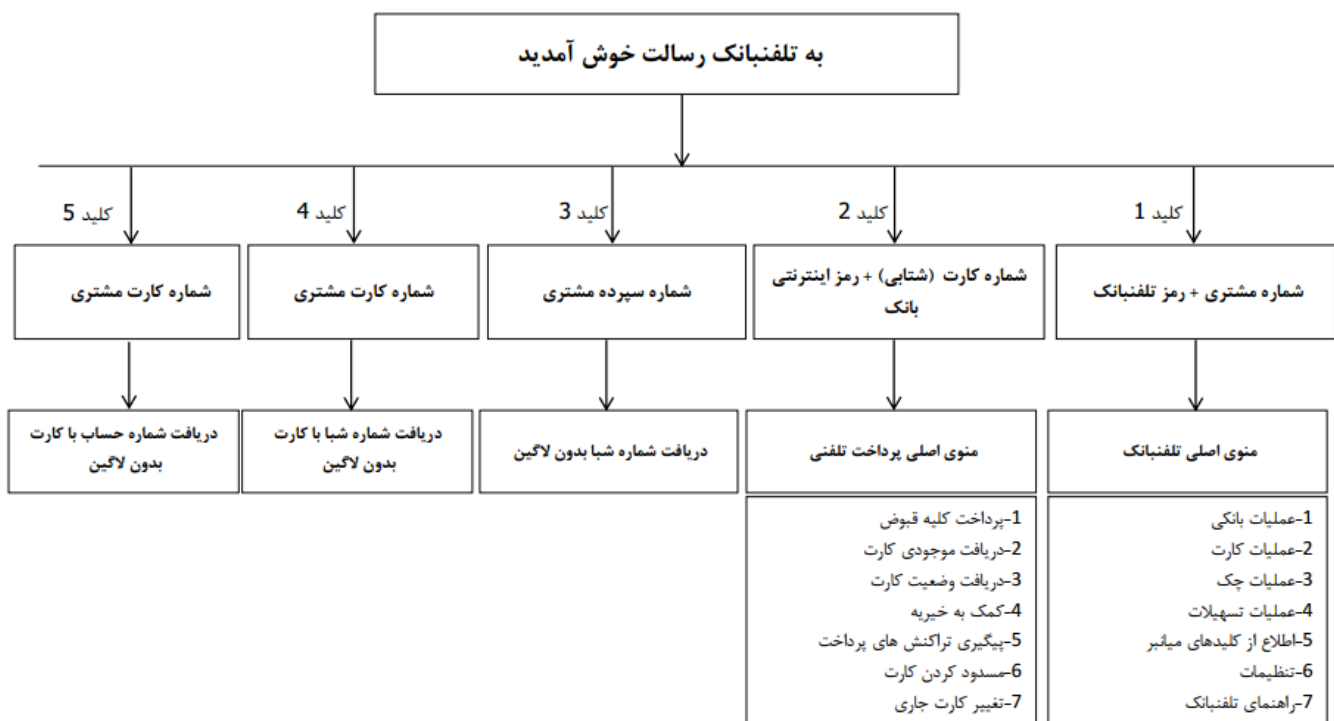 به تلفنبانک رسالت خوش آمدید
کلید 1
کلید 2
کلید 3
کلید 4
کلید 5
شماره مشتری + رمز تلفنبانک
شماره کارت (شتابی) + رمز اینترنتی
بانک
شماره سپرده مشتری
شماره کارت مشتری
شماره کارت مشتری
منوی اصلی تلفنبانک
منوی اصلی پرداخت تلفنی
دریافت شماره شبا بدون لاگین
دریافت شماره شبا با کارت
بدون لاگین
دریافت شماره حساب با کارت
بدون لاگین
1-عملیات بانکی
2-عملیات کارت
3-عملیات چک
4-عملیات تسهیلات
5-اطلاع از کلیدهای میانبر
6-تنظیمات
7-راهنمای تلفنبانک
1-پرداخت کلیه قبوض
2-دریافت موجودی کارت
3-دریافت وضعیت کارت
4-کمک به خیریه
5-پیگیری تراکنش های پرداخت
6-مسدود کردن کارت
7-تغییر کارت جاری